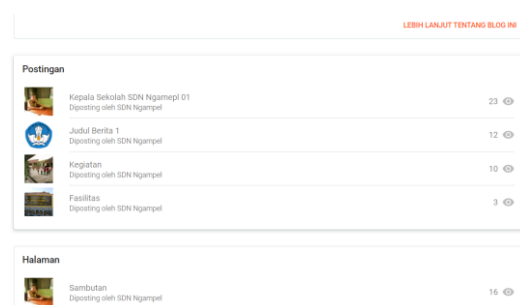 LEBIH LANJUT TENTANG BLOG INI
Postingan
Kepala Sekolah SDN Ngamepl 01
Diposting oleh SDN Ngampel
23
Judul Berita 1
Diposting oleh SDN Ngampel
12
Kegiatan
Diposting oleh SDN Ngampel
10
Fasilitas
Diposting oleh SDN Ngampel
3
Halaman
Sambutan
Diposting oleh SDN Ngampel
16